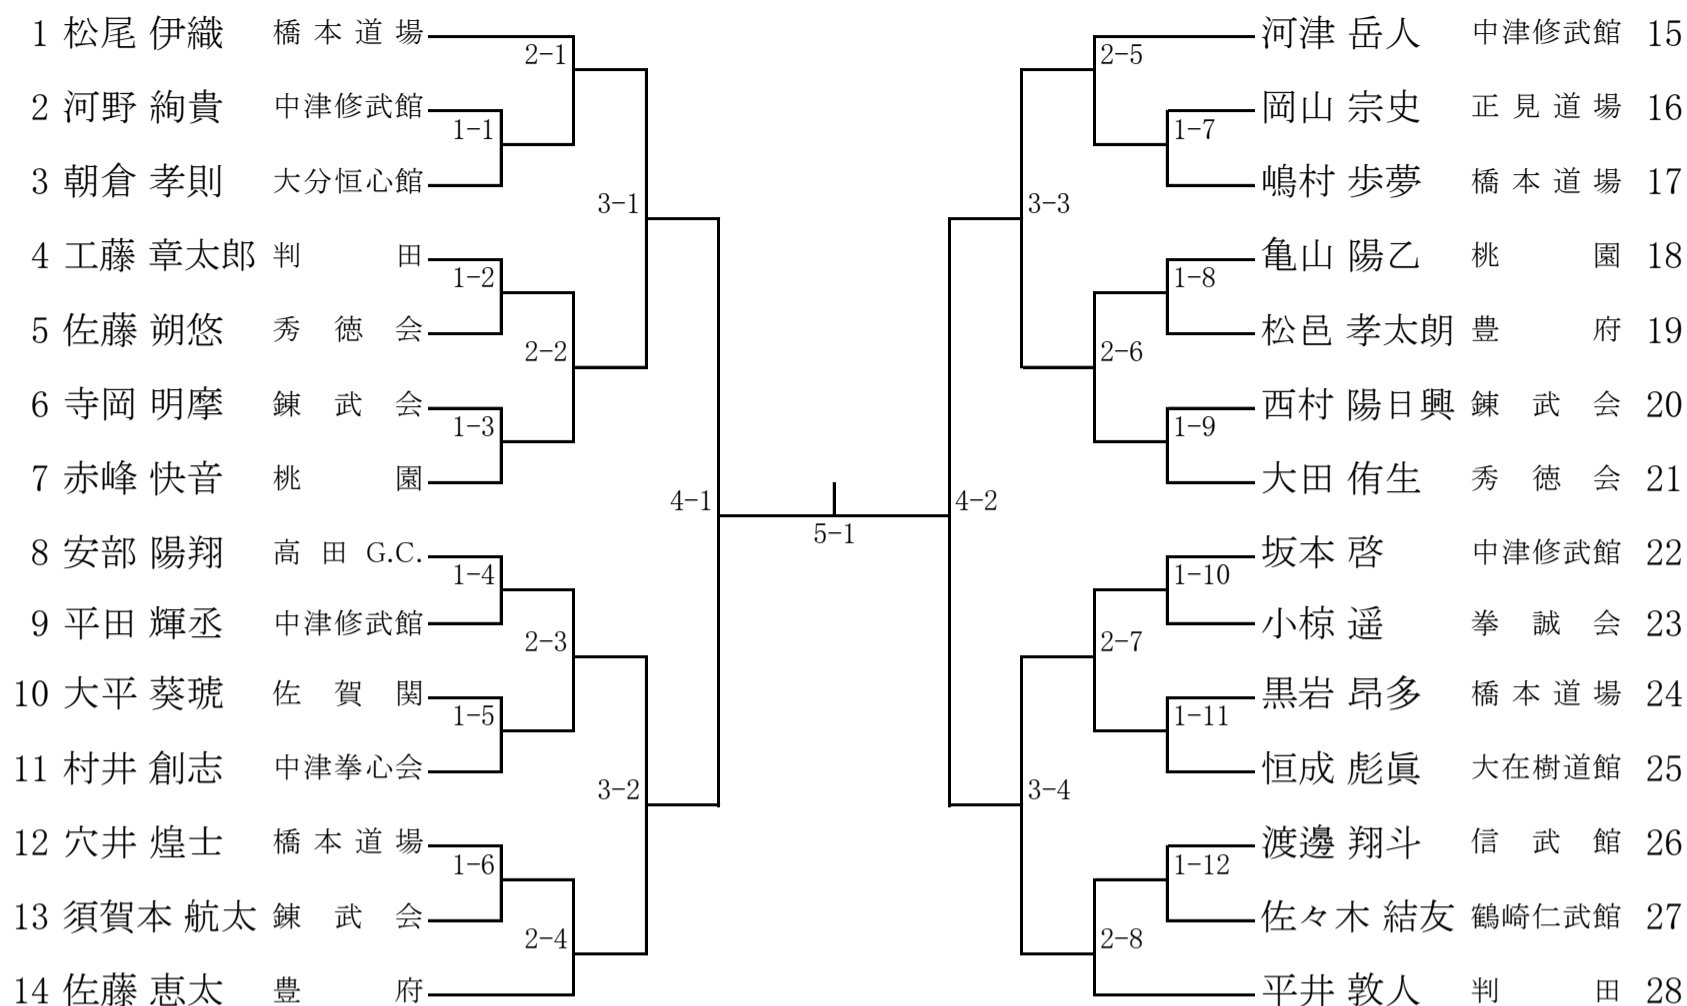 1 松尾 伊織 橋本道場
2-1
2 河野 絢貴 中津修武館
1-1
3 朝倉 孝則 大分恒心館
3-1
4 工藤 章太郎 判田
1-2
5 佐藤 朔悠 秀徳会
2-2
6 寺岡 明摩 錬武会
1-3
7 赤峰 快音 桃園
4-1
8 安部 陽翔 高田 G.C.
1-4
9 平田 輝丞 中津修武館
2-3
10 大平 葵琥 佐賀関
1-5
11 村井 創志 中津拳心会
3-2
12 穴井 煌士 橋本道場
1-6
13 須賀本 航太 錬武会
2-4
14 佐藤 恵太 豊府
5-1
河津 岳人 中津修武館 15
2-5
岡山 宗史 正見道場 16
1-7
嶋村 歩夢 橋本道場 17
3-3
亀山 陽乙 桃園 18
1-8
松邑 孝太朗 豊府 19
2-6
西村 陽日興 錬武会 20
1-9
大田 侑生 秀徳会 21
4-2
坂本 啓 中津修武館 22
1-10
小椋 遥 拳誠会 23
2-7
黒岩 昂多 橋本道場 24
1-11
恒成 彪眞 大在樹道館 25
3-4
渡邊 翔斗 信武館 26
1-12
佐々木 結友 鶴崎仁武館 27
2-8
平井 敦人 判田 28